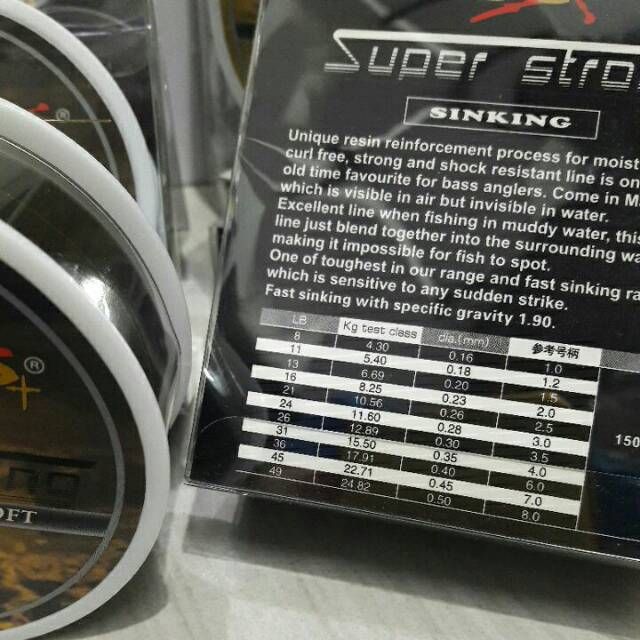 Super stro
SINKING
Unique resin reinforcement process for moist
curl free, strong and shock resistant line is on
old time favourite for bass anglers. Come in M
which is visible in air but invisible in water.
Excellent line when fishing in muddy water, this
line just blend together into the surrounding wa
making it impossible for fish to spot.
One of toughest in our range and fast sinking ra
which is sensitive to any sudden strike.
Fast sinking with specific gravity 1.90.
LB Kg test class dia.(mm) 参考号柄
8 4.30 0.16 1.0
11 5.40 0.18 1.2
13 6.69 0.20 1.5
16 8.25 0.23 2.0
21 10.56 0.26 2.5
24 11.60 0.28 3.0
26 12.89 0.30 3.5
31 15.50 0.35 4.0
36 17.91 0.40 6.0
45 22.71 0.45 7.0
49 24.82 0.50 8.0
150
®
S+®
ng
OFT